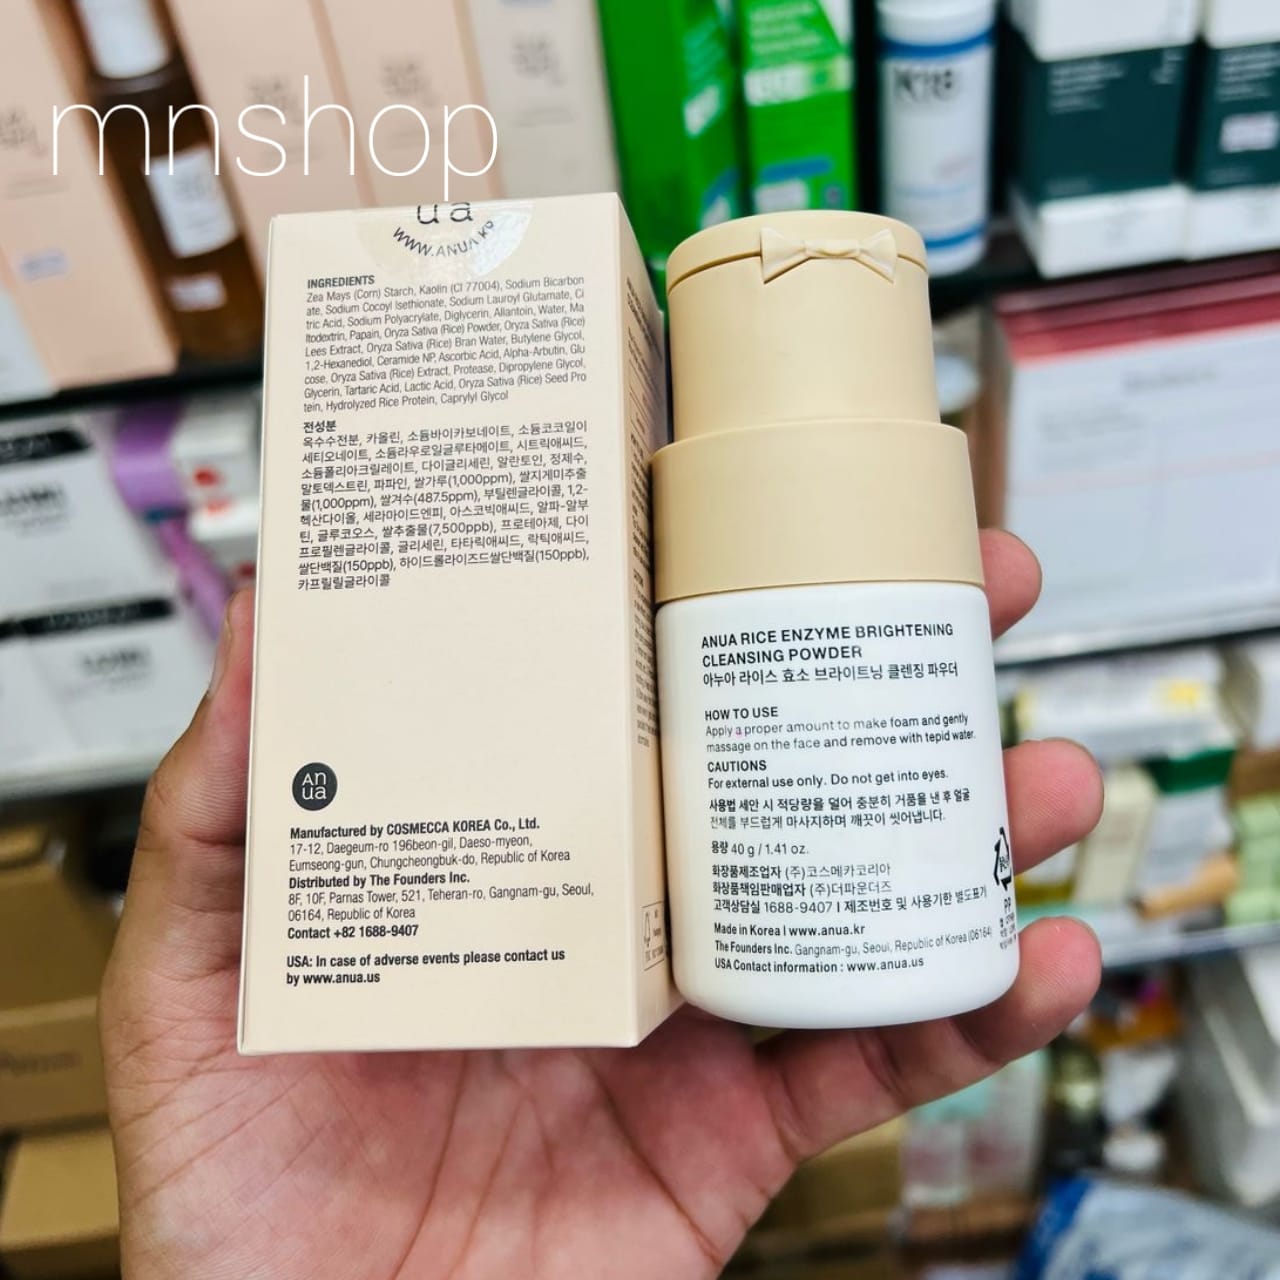 mnshop
ua
WWW.ANUA.KR
INGREDIENTS
Zea Mays (Corn) Starch, Kaolin (CI 77004), Sodium Bicarbon
ate, Sodium Cocoyl Isethionate, Sodium Lauroyl Glutamate, Ci
tric Acid, Sodium Polyacrylate, Diglycerin, Allantoin, Water, Ma
ltodextrin, Papain, Oryza Sativa (Rice) Powder, Oryza Sativa (Rice)
Lees Extract, Oryza Sativa (Rice) Bran Water, Butylene Glycol,
1,2-Hexanediol, Ceramide NP, Ascorbic Acid, Alpha-Arbutin, Glu
cose, Oryza Sativa (Rice) Extract, Protease, Dipropylene Glycol,
Glycerin, Tartaric Acid, Lactic Acid, Oryza Sativa (Rice) Seed Pro
tein, Hydrolyzed Rice Protein, Caprylyl Glycol
전성분
옥수수전분, 카올린, 소듐바이카보네이트, 소듐코코일이
세티오네이트, 소듐라우로일글루타메이트, 시트릭애씨드,
소듐폴리아크릴레이트, 다이글리세린, 알란토인, 정제수,
말토덱스트린, 파파인, 쌀가루(1,000ppm), 쌀지게미추출
물(1,000ppm), 쌀겨수(487.5ppm), 부틸렌글라이콜, 1,2-
헥산다이올, 세라마이드엔피, 아스코빅애씨드, 알파-알부
틴, 글루코오스, 쌀추출물(7,500ppb), 프로테아제, 다이
프로필렌글라이콜, 글리세린, 타타릭애씨드, 락틱애씨드,
쌀단백질(150ppb), 하이드롤라이즈드쌀단백질(150ppb),
카프릴릴글라이콜
An
ua
Manufactured by COSMECCA KOREA Co., Ltd.
17-12, Daegeum-ro 196beon-gil, Daeso-myeon,
Eumseong-gun, Chungcheongbuk-do, Republic of Korea
Distributed by The Founders Inc.
8F, 10F, Parnas Tower, 521, Teheran-ro, Gangnam-gu, Seoul,
06164, Republic of Korea
Contact +82 1688-9407
USA: In case of adverse events please contact us
by www.anua.us
ANUA RICE ENZYME BRIGHTENING
CLEANSING POWDER
아누아 라이스 효소 브라이트닝 클렌징 파우더
HOW TO USE
Apply a proper amount to make foam and gently
massage on the face and remove with tepid water.
CAUTIONS
For external use only. Do not get into eyes.
사용법 세안 시 적당량을 덜어 충분히 거품을 낸 후 얼굴
전체를 부드럽게 마사지하며 깨끗이 씻어냅니다.
용량 40 g / 1.41 oz.
화장품제조업자 (주)코스메카코리아
화장품책임판매업자 (주)더파운더즈
고객상담실 1688-9407 I 제조번호 및 사용기한 별도표기
Made in Korea I www.anua.kr
The Founders Inc. Gangnam-gu, Seoul, Republic of Korea (06164)
USA Contact information : www.anua.us
PP
K18